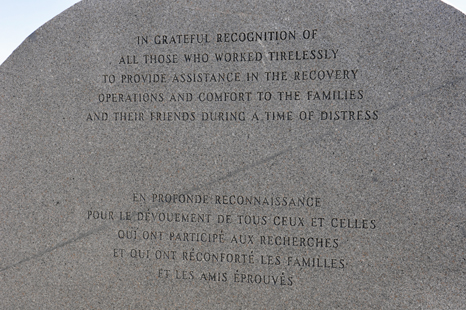 IN GRATEFUL RECOGNITION OF
ALL THOSE WHO WORKED TIRELESSLY
TO PROVIDE ASSISTANCE IN THE RECOVERY
OPERATIONS AND COMFORT TO THE FAMILIES
AND THEIR FRIENDS DURING A TIME OF DISTRESS
EN PROFONDE RECONNAISSANCE
POUR LE DÉVOUEMENT DE TOUS CEUX ET CELLES
QUI ONT PARTICIPÉ AUX RECHERCHES
ET QUI ONT RÉCONFORTÉ LES FAMILLES
ET LES AMIS ÉPROUVÉS